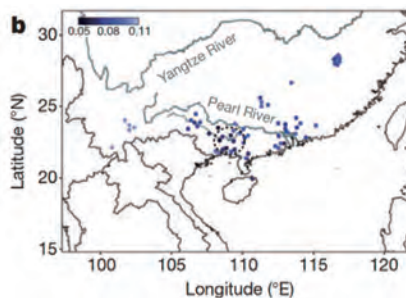 b
0.05 0.08 0.11
30
25
20
15
Latitude (°N)
Yangtze River
Pearl River
100 105 110 115 120
Longitude (°E)